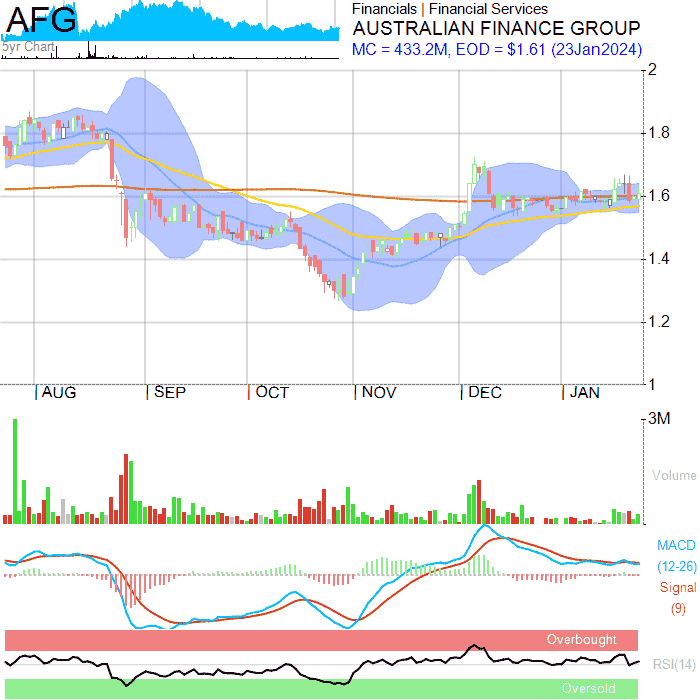 AFG
5yr Chart
Financials | Financial Services
AUSTRALIAN FINANCE GROUP
MC = 433.2M, EOD = $1.61 (23Jan2024)
2
1.8
1.6
1.4
1.2
1
AUG SEP OCT NOV DEC JAN
3M
Volume
MACD
(12-26)
Signal
(9)
Overbought
RSI(14)
Oversold